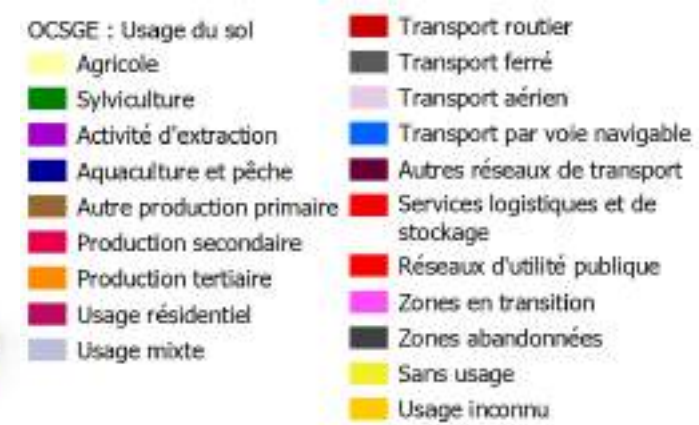 OCSGE : Usage du sol
Agricole
Sylviculture
Activité d'extraction
Aquaculture et pêche
Autre production primaire
Production secondaire
Production tertiaire
Usage résidentiel
Usage mixte
Transport routier
Transport ferré
Transport aérien
Transport par voie navigable
Autres réseaux de transport
Services logistiques et de
stockage
Réseaux d'utilité publique
Zones en transition
Zones abandonnées
Sans usage
Usage inconnu